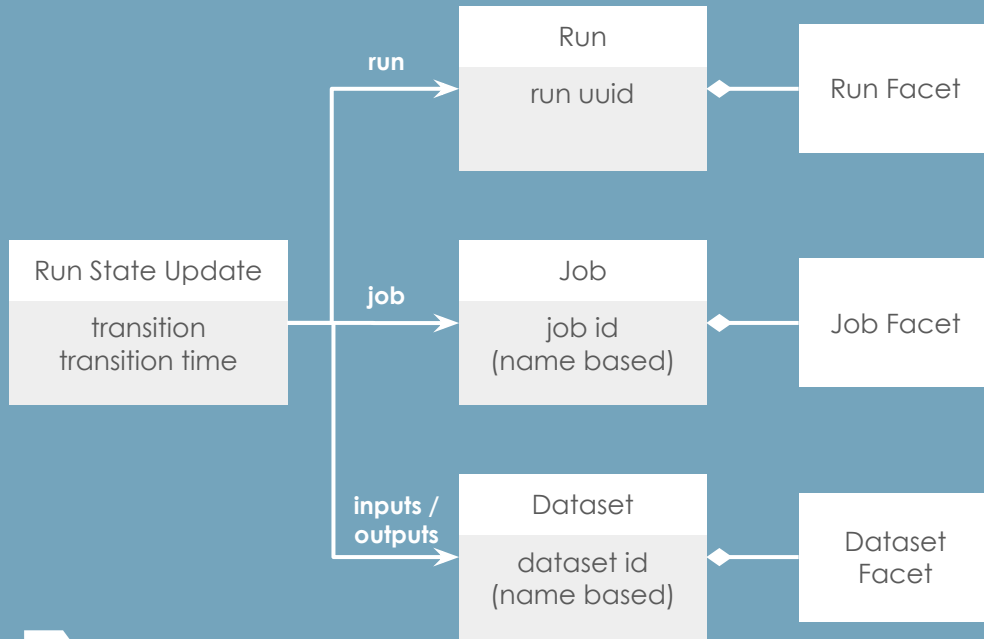 Run
run uuid
run
Run Facet
Run State Update
transition
transition time
job
Job
job id
(name based)
Job Facet
inputs /
outputs
Dataset
dataset id
(name based)
Dataset
Facet